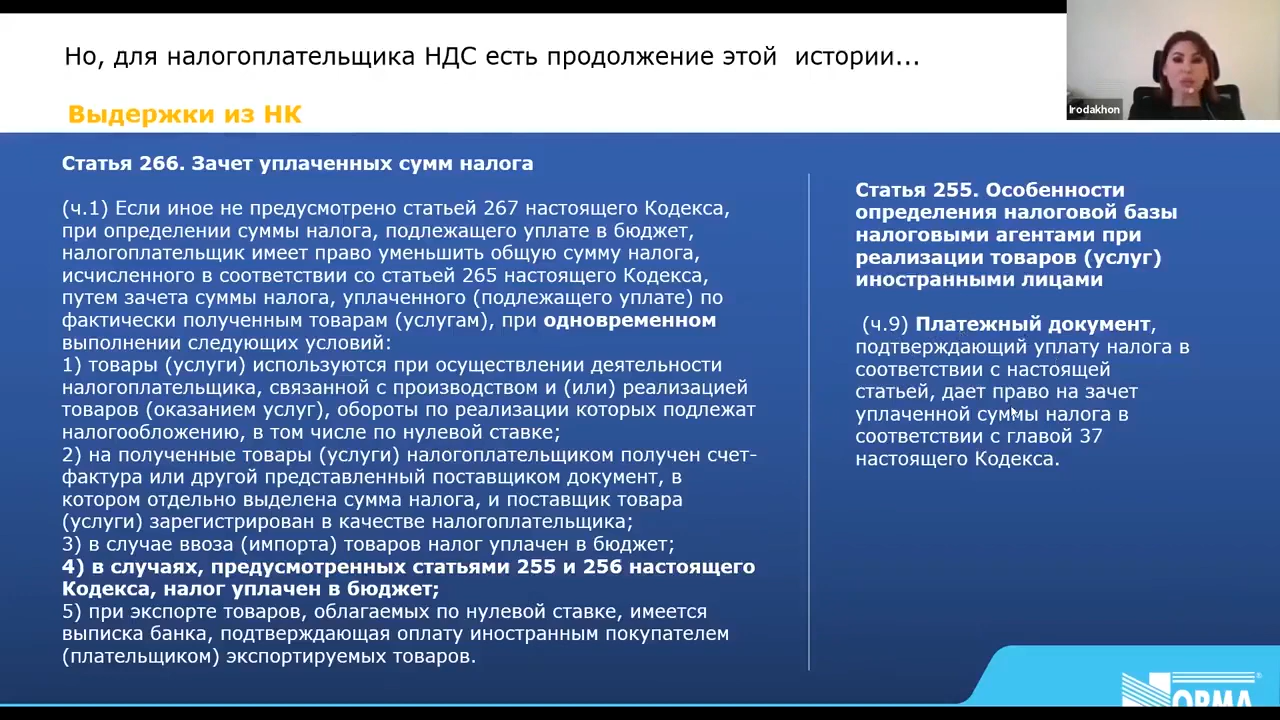 Но, для налогоплательщика НДС есть продолжение этой истории...
Irodakhon
Выдержки из НК
Статья 266. Зачет уплаченных сумм налога
(ч.1) Если иное не предусмотрено статьей 267 настоящего Кодекса,
при определении суммы налога, подлежащего уплате в бюджет,
налогоплательщик имеет право уменьшить общую сумму налога,
исчисленного в соответствии со статьей 265 настоящего Кодекса,
путем зачета суммы налога, уплаченного (подлежащего уплате) по
фактически полученным товарам (услугам), при одновременном
выполнении следующих условий:
1) товары (услуги) используются при осуществлении деятельности
налогоплательщика, связанной с производством и (или) реализацией
товаров (оказанием услуг), обороты по реализации которых подлежат
налогообложению, в том числе по нулевой ставке;
2) на полученные товары (услуги) налогоплательщиком получен счет-
фактура или другой представленный поставщиком документ, в
котором отдельно выделена сумма налога, и поставщик товара
(услуги) зарегистрирован в качестве налогоплательщика;
3) в случае ввоза (импорта) товаров налог уплачен в бюджет;
4) в случаях, предусмотренных статьями 255 и 256 настоящего
Кодекса, налог уплачен в бюджет;
5) при экспорте товаров, облагаемых по нулевой ставке, имеется
выписка банка, подтверждающая оплату иностранным покупателем
(плательщиком) экспортируемых товаров.
Статья 255. Особенности
определения налоговой базы
налоговыми агентами при
реализации товаров (услуг)
иностранными лицами
(ч.9) Платежный документ,
подтверждающий уплату налога в
соответствии с настоящей
статьей, дает право на зачет
уплаченной суммы налога в
соответствии с главой 37
настоящего Кодекса.
NОРМА
®